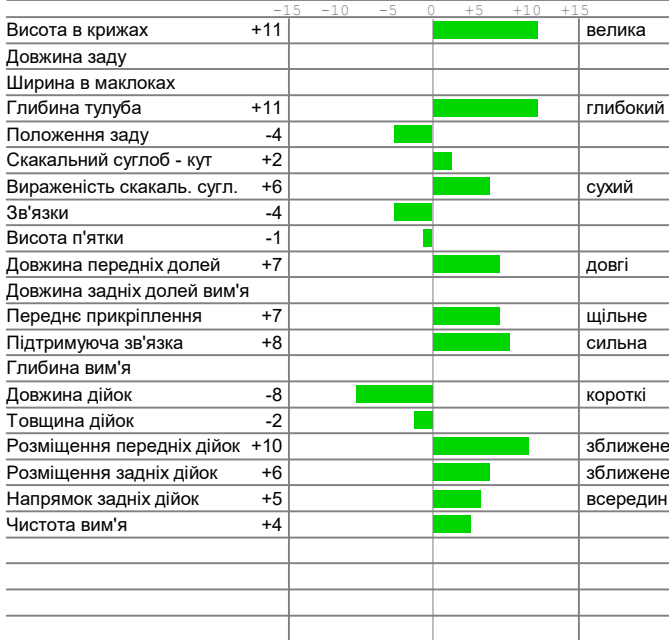 -15 -10 -5 0 +5 +10 +15
Висота в крижах +11 велика
Довжина заду
Ширина в маклоках
Глибина тулуба +11 глибокий
Положення заду -4
Скакальний суглоб - кут +2
Вираженість скакаль. сугл. +6 сухий
Зв'язки -4
Висота п'ятки -1
Довжина передніх долей +7 довгі
Довжина задніх долей вим'я
Переднє прикріплення +7 щільне
Підтримуюча зв'язка +8 сильна
Глибина вим'я
Довжина дійок -8 короткі
Товщина дійок -2
Розміщення передніх дійок +10 зближене
Розміщення задніх дійок +6 зближене
Напрямок задніх дійок +5 всередин
Чистота вим'я +4